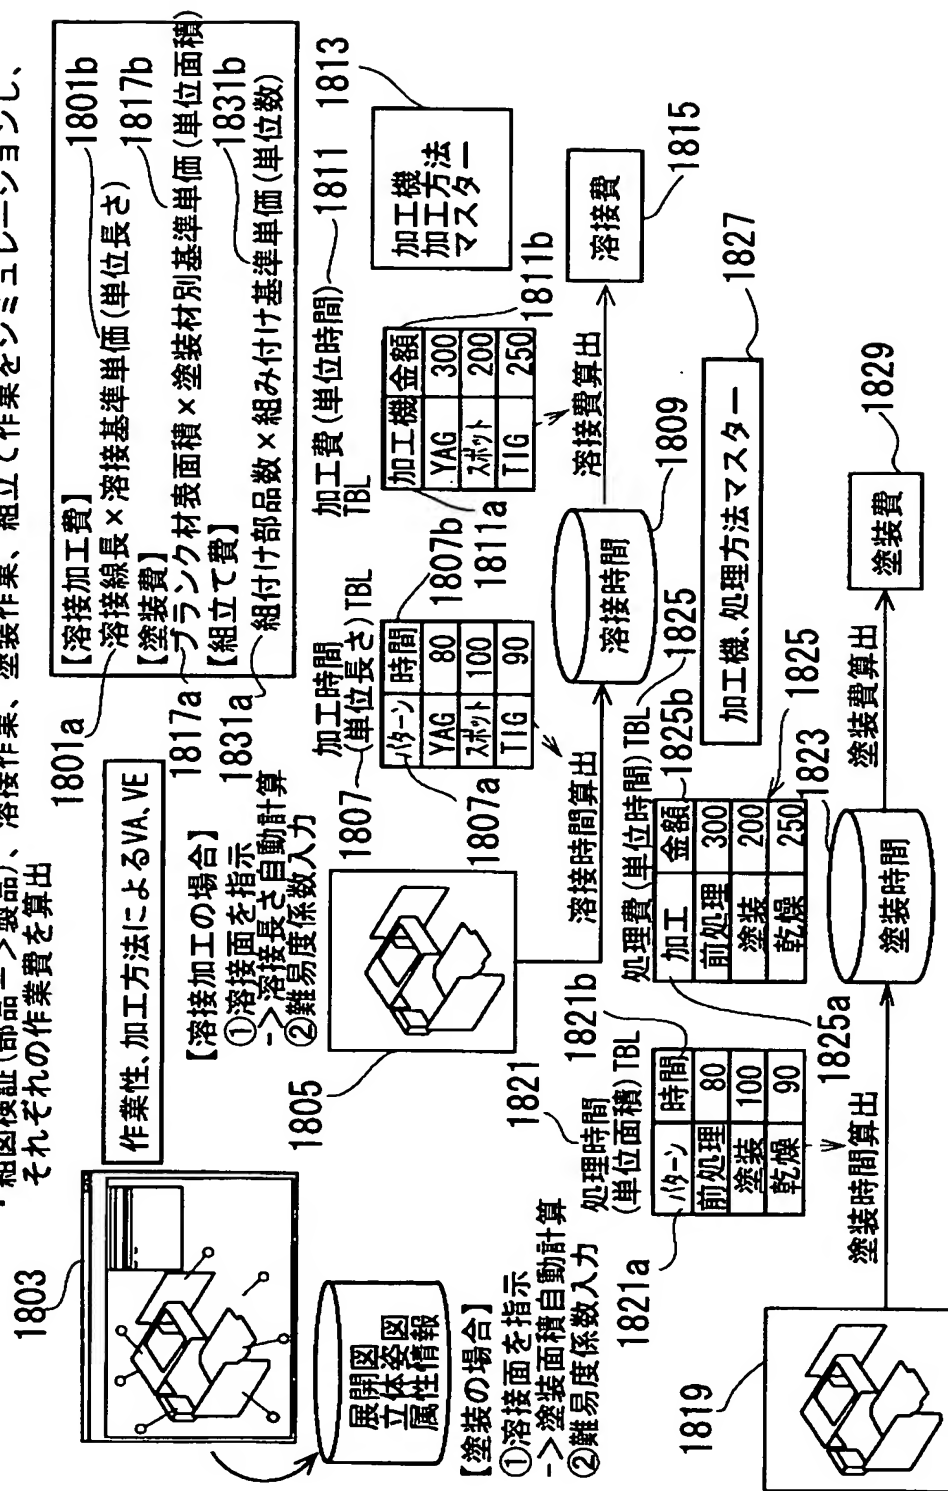 ・組図検証(部品ー>製品)、溶接作業、塗装作業、組立て作業をシミュレーションし、
それぞれの作業費を算出
1803
作業性、加工方法によるVA、VE
1801a
【溶接加工費】
溶接線長×溶接基準単価(単位長さ)
1801b
【塗装費】
1817a
ブランク材表面積×塗装材別基準単価(単位面積)
1817b
【組立て費】
1831a
組付け部品数×組み付け基準単価(単位数)
1831b
展開図
立体姿図
属性情報
【溶接加工の場合】
①溶接面を指示
->溶接長さ自動計算
②難易度係数入力
1805
1807
加工時間
(単位長さ)TBL
1807a
1807b
パターン 時間
YAG 80
スポット 100
TIG 90
溶接時間算出
加工費(単位時間)
TBL
1811
1811a
1811b
加工機 金額
YAG 300
スポット 200
TIG 250
1813
加工機
加工方法
マスター
溶接時間
1809
溶接費算出
溶接費
1815
【塗装の場合】
①溶接面を指示
->塗装面積自動計算
②難易度係数入力
1819
1821
処理時間
(単位面積)TBL
1821a
1821b
パターン 時間
前処理 80
塗装 100
乾燥 90
塗装時間算出
処理費(単位時間)TBL
1825
1825a
1825b
加工 金額
前処理 300
塗装 200
乾燥 250
1825
加工機、処理方法マスター
1827
塗装時間
1823
塗装費算出
塗装費
1829